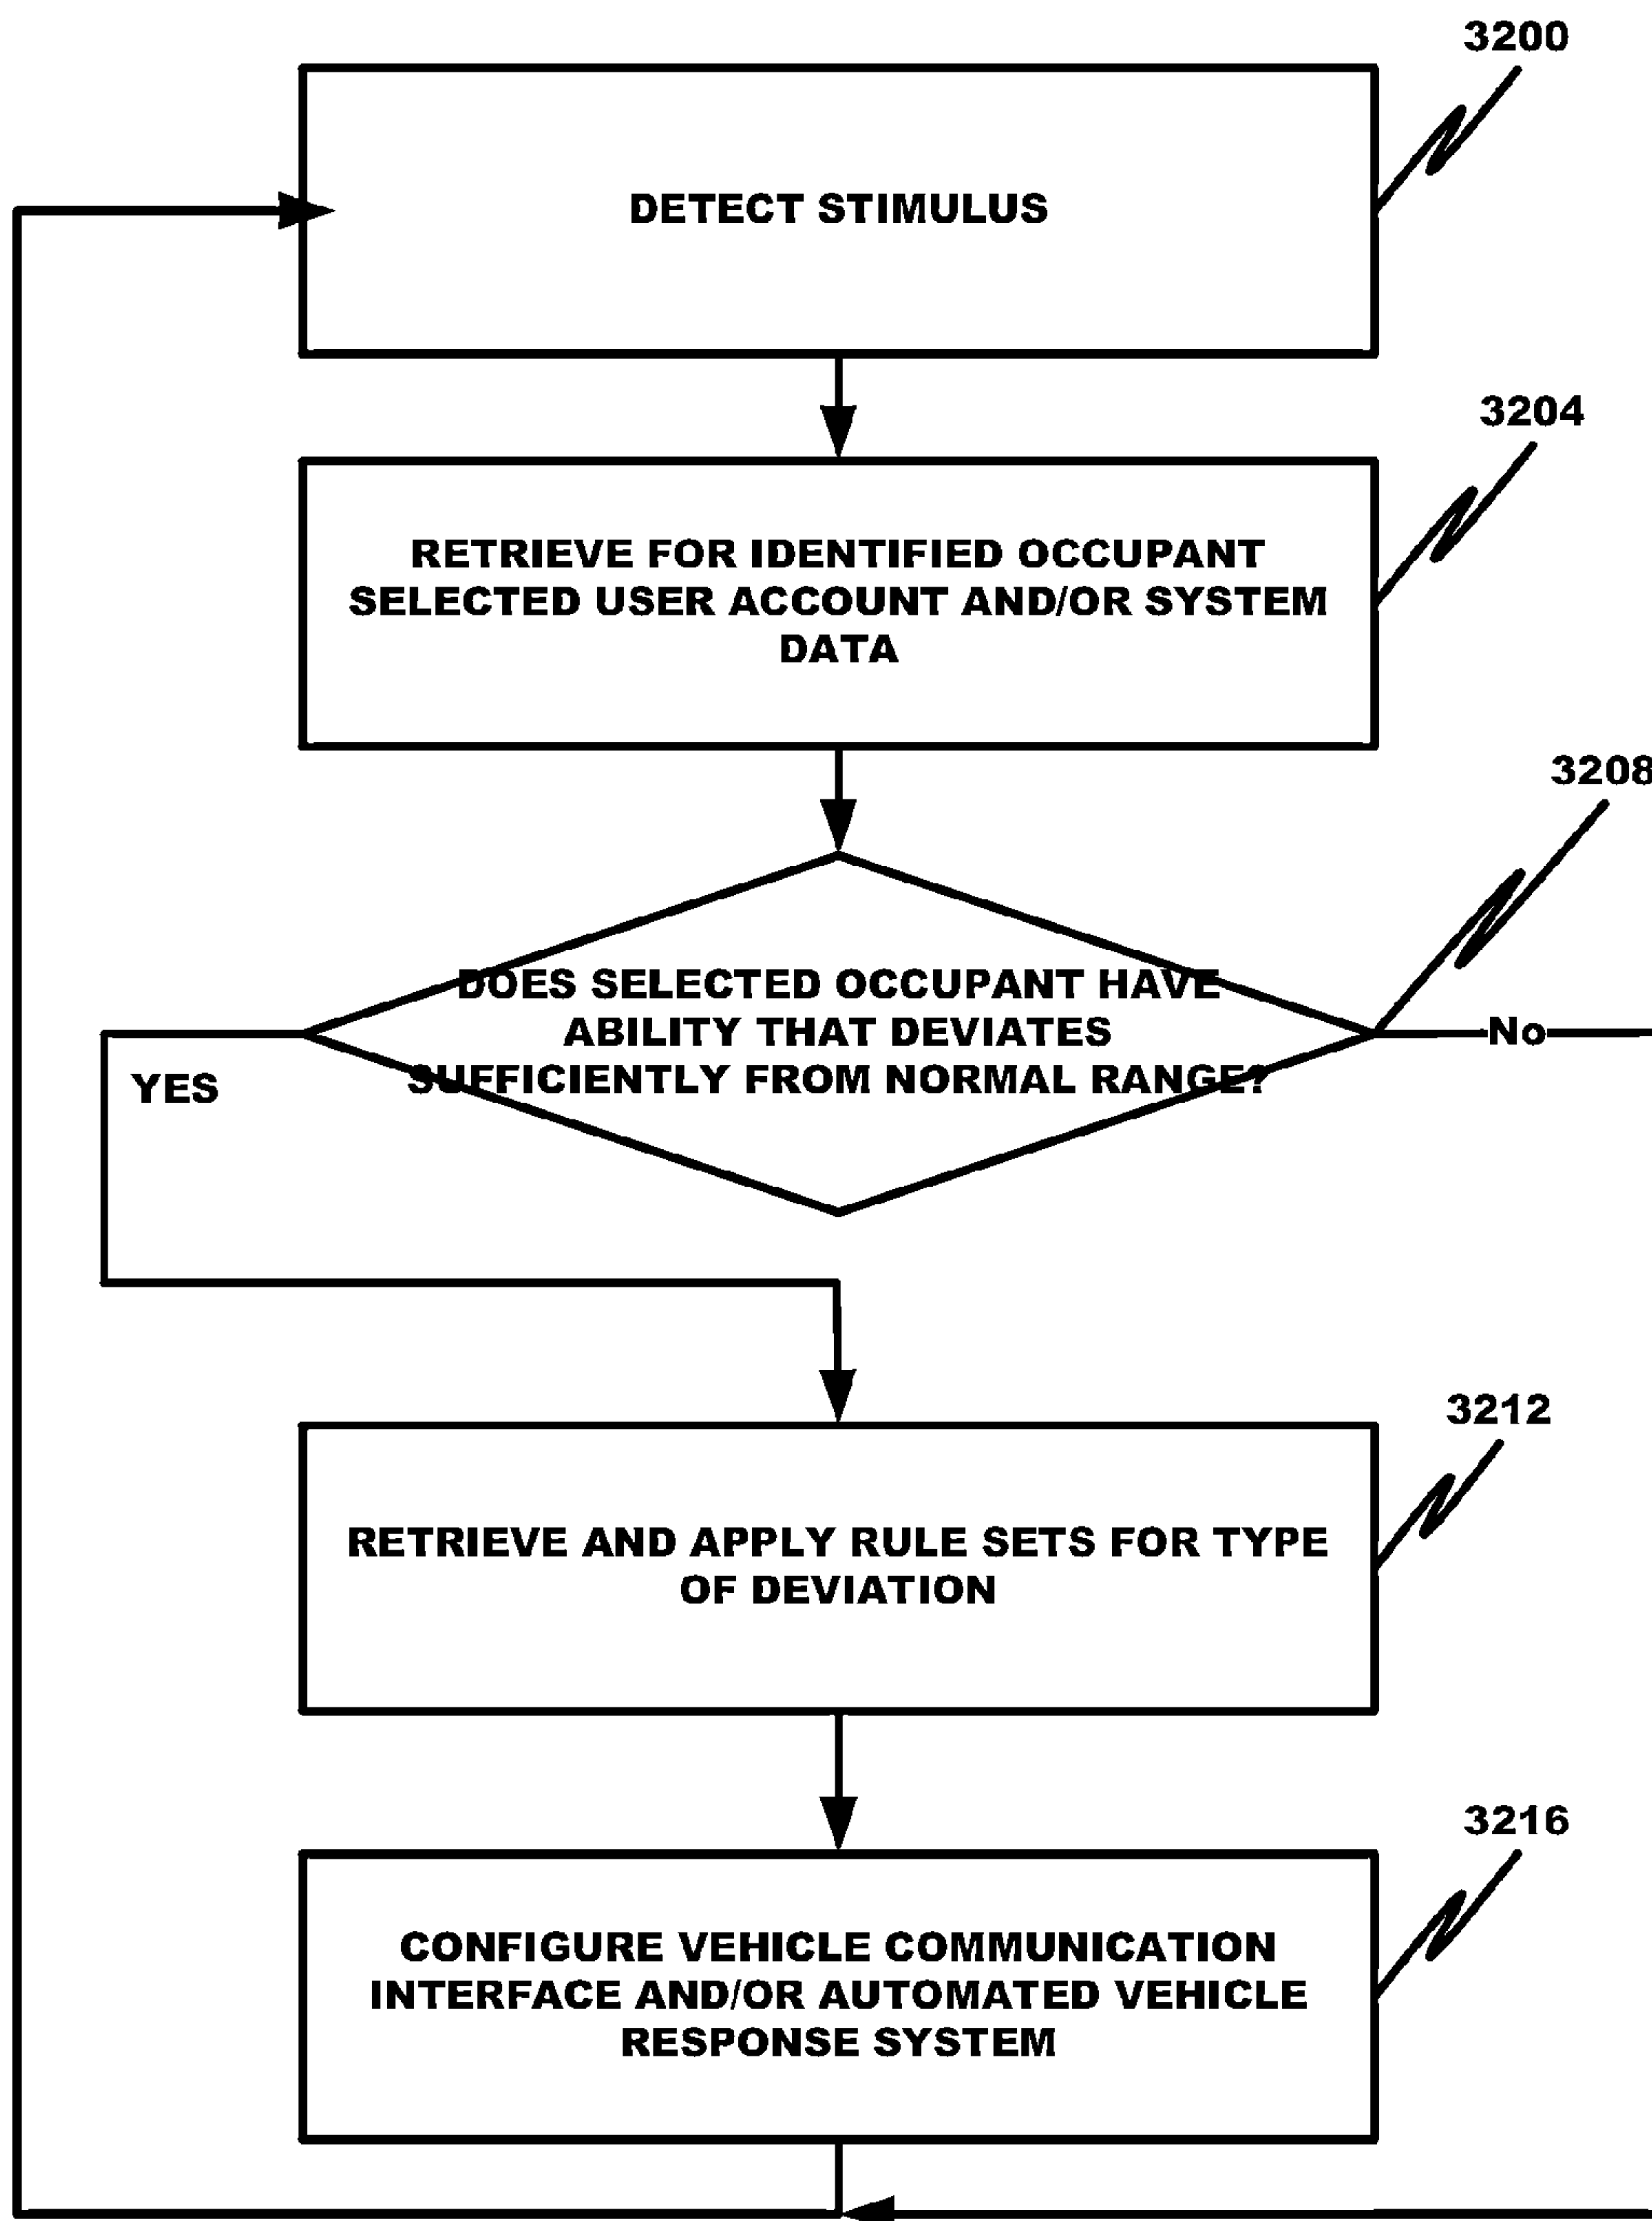 3200
DETECT STIMULUS
3204
RETRIEVE FOR IDENTIFIED OCCUPANT
SELECTED USER ACCOUNT AND/OR SYSTEM
DATA
3208
DOES SELECTED OCCUPANT HAVE
ABILITY THAT DEVIATES
SUFFICIENTLY FROM NORMAL RANGE?
No
YES
3212
RETRIEVE AND APPLY RULE SETS FOR TYPE
OF DEVIATION
3216
CONFIGURE VEHICLE COMMUNICATION
INTERFACE AND/OR AUTOMATED VEHICLE
RESPONSE SYSTEM